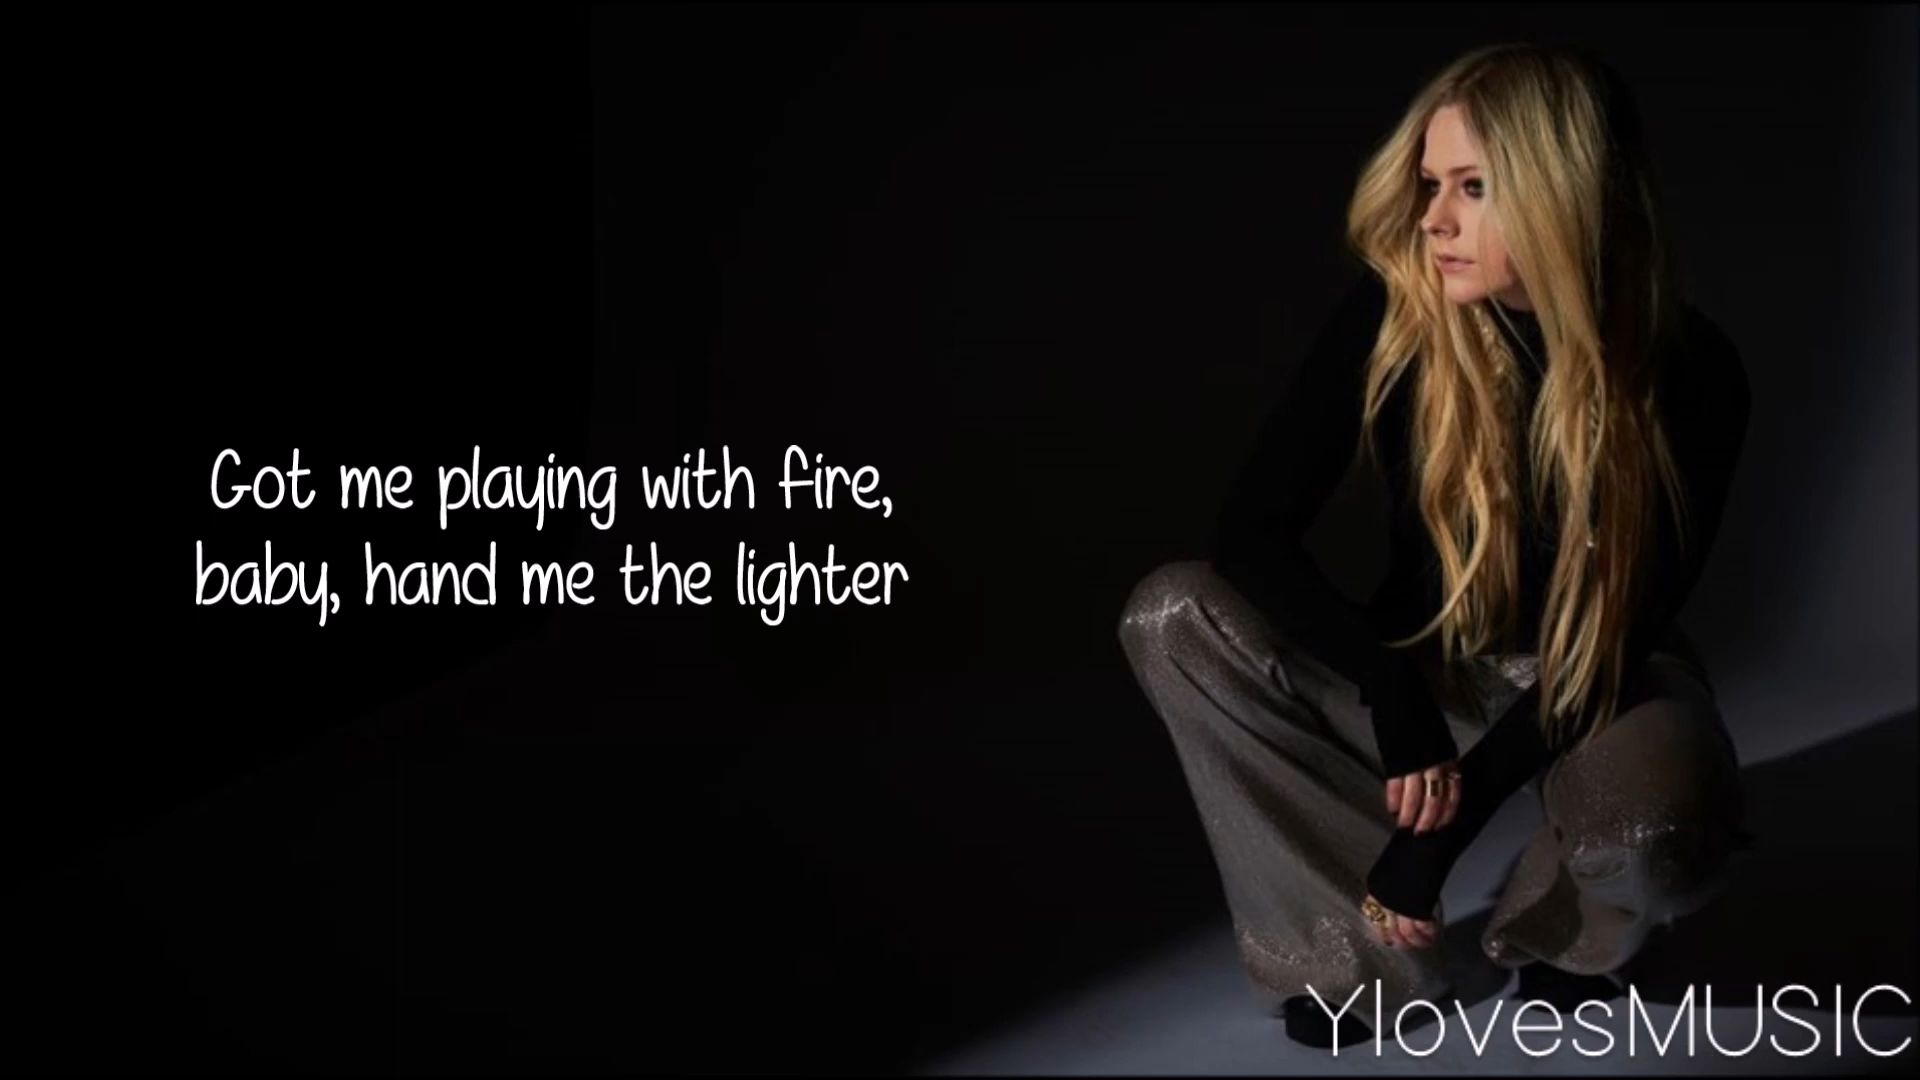 Got me playing with fire,
baby, hand me the lighter
YlovesMUSIC